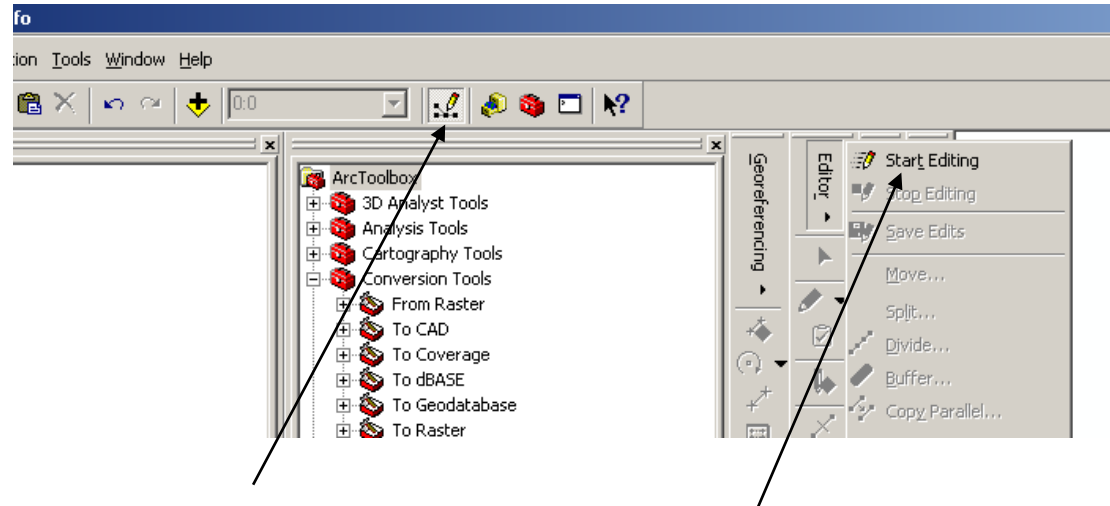 fo
tion Tools Window Help
0:0
ArcToolbox
3D Analyst Tools
Analysis Tools
Cartography Tools
Conversion Tools
From Raster
To CAD
To Coverage
To dBASE
To Geodatabase
To Raster
Georeferencing
Editor
Start Editing
Stop Editing
Save Edits
Move...
Split...
Divide...
Buffer...
Copy Parallel...